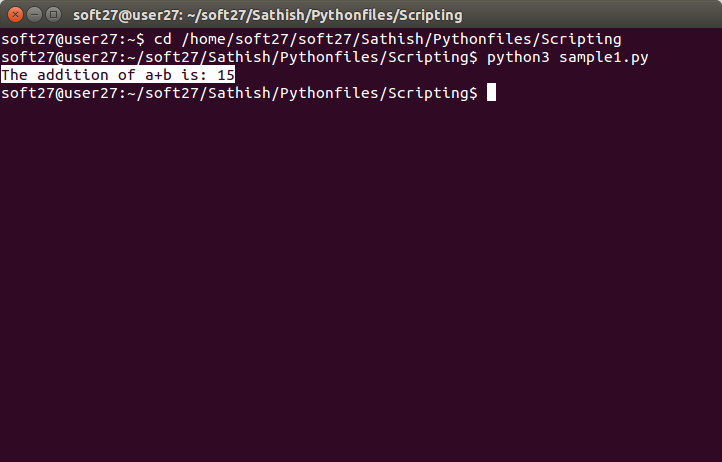 soft27@user27: ~/soft27/Sathish/Pythonfiles/Scripting
soft27@user27:~$ cd /home/soft27/soft27/Sathish/Pythonfiles/Scripting
soft27@user27:~/soft27/Sathish/Pythonfiles/Scripting$ python3 sample1.py
The addition of a+b is: 15
soft27@user27:~/soft27/Sathish/Pythonfiles/Scripting$